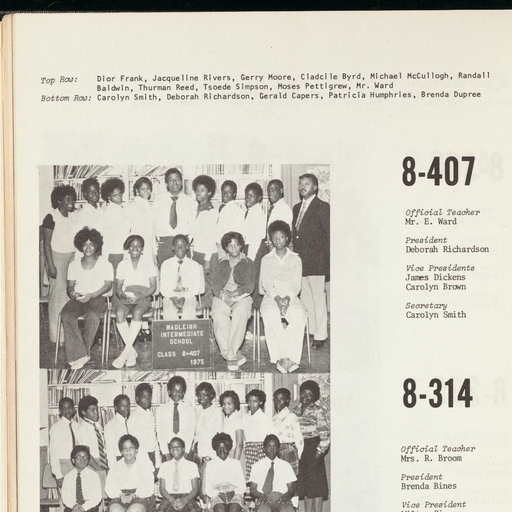 Top Row: Dior Frank, Jacqueline Rivers, Gerry Moore, Cladcile Byrd, Michael McCullogh, Randall
Baldwin, Thurman Reed, Tsoede Simpson, Moses Pettigrew, Mr. Ward
Bottom Row: Carolyn Smith, Deborah Richardson, Gerald Capers, Patricia Humphries, Brenda Dupree
8-407
Official Teacher
Mr. E. Ward
President
Deborah Richardson
Vice Presidents
James Dickens
Carolyn Brown
Secretary
Carolyn Smith
WADLEIGH
INTERMEDIATE
SCHOOL
CLASS 8-407
1975
8-314
Official Teacher
Mrs. R. Broom
President
Brenda Bines
Vice President